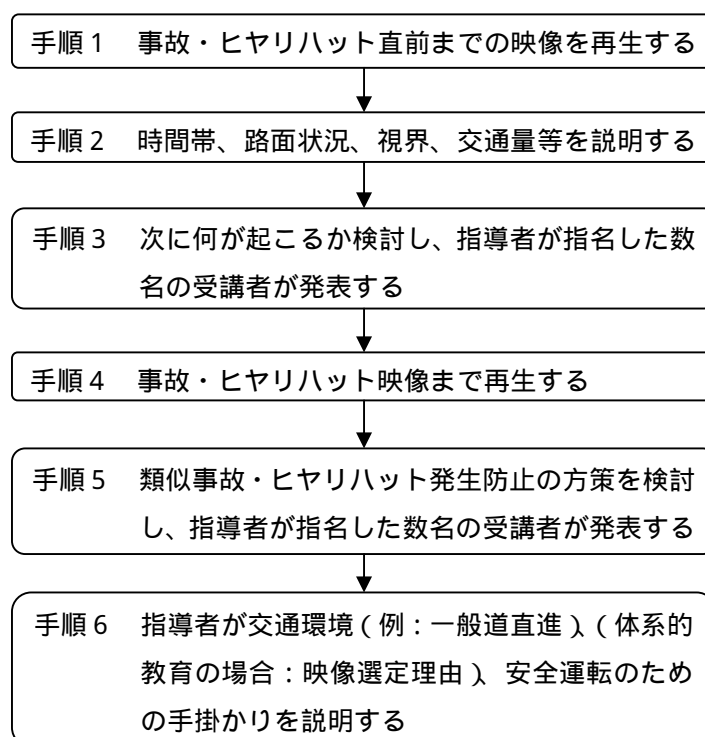 手順1 事故・ヒヤリハット直前までの映像を再生する
手順2 時間帯、路面状況、視界、交通量等を説明する
手順3 次に何が起こるか検討し、指導者が指名した数
名の受講者が発表する
手順4 事故・ヒヤリハット映像まで再生する
手順5 類似事故・ヒヤリハット発生防止の方策を検討
し、指導者が指名した数名の受講者が発表する
手順6 指導者が交通環境(例:一般道直進)、(体系的
教育の場合:映像選定理由)、安全運転のため
の手掛かりを説明する